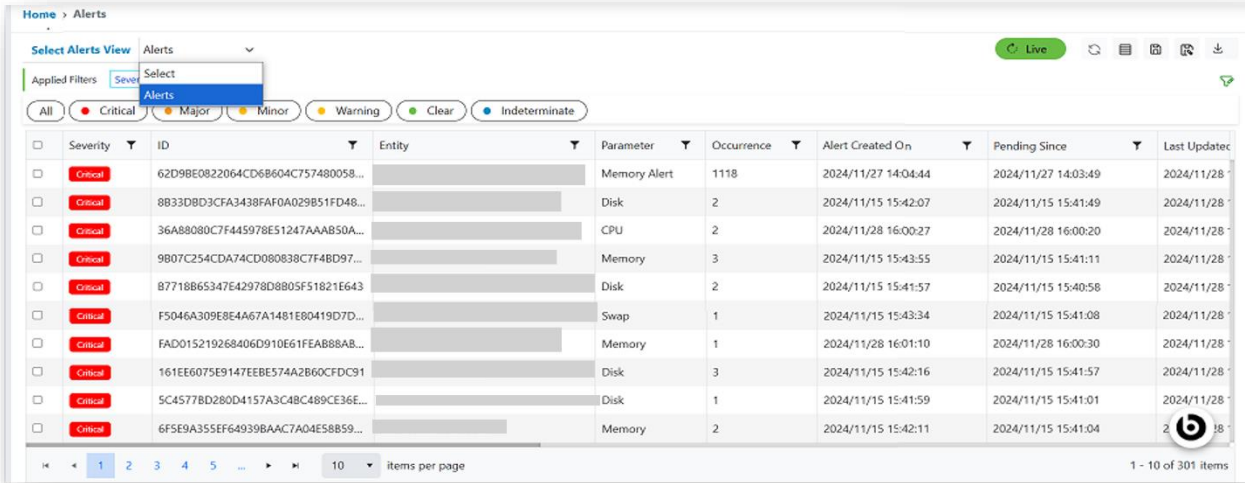 Home > Alerts
Select Alerts View Alerts Live
Select
Applied Filters Sever
Alerts
All Critical Major Minor Warning Clear Indeterminate
Severity ID Entity Parameter Occurrence Alert Created On Pending Since Last Updated
Critical 62D9BE0822064CD6B604C757480058... Memory Alert 1118 2024/11/27 14:04:44 2024/11/27 14:03:49 2024/11/28 1
Critical 8B33DBD3CFA3438FAF0A029B51FD48... Disk 2 2024/11/15 15:42:07 2024/11/15 15:41:49 2024/11/28 1
Critical 36A88080C7F445978E51247AAAB50A... CPU 2 2024/11/28 16:00:27 2024/11/28 16:00:20 2024/11/28 1
Critical 9B07C254CDA74CD080838C7F4BD97... Memory 3 2024/11/15 15:43:55 2024/11/15 15:41:11 2024/11/28 1
Critical B7718B65347E42978D8B05F51821E643 Disk 2 2024/11/15 15:41:57 2024/11/15 15:40:58 2024/11/28 1
Critical F5046A309E8E4A67A1481E80419D7D... Swap 1 2024/11/15 15:43:34 2024/11/15 15:41:08 2024/11/28 1
Critical FAD015219268406D910E61FEAB88AB... Memory 1 2024/11/28 16:01:10 2024/11/28 16:00:30 2024/11/28 1
Critical 161EE6075E9147EEBE574A2B60CFDC91 Disk 3 2024/11/15 15:42:16 2024/11/15 15:41:57 2024/11/28 1
Critical 5C4577BD280D4157A3C4BC489CE36E... Disk 1 2024/11/15 15:41:59 2024/11/15 15:41:01 2024/11/28 1
Critical 6F5E9A355EF64939BAAC7A04E58B59... Memory 2 2024/11/15 15:42:11 2024/11/15 15:41:04
1 2 3 4 5 ... 10 items per page 1 - 10 of 301 items